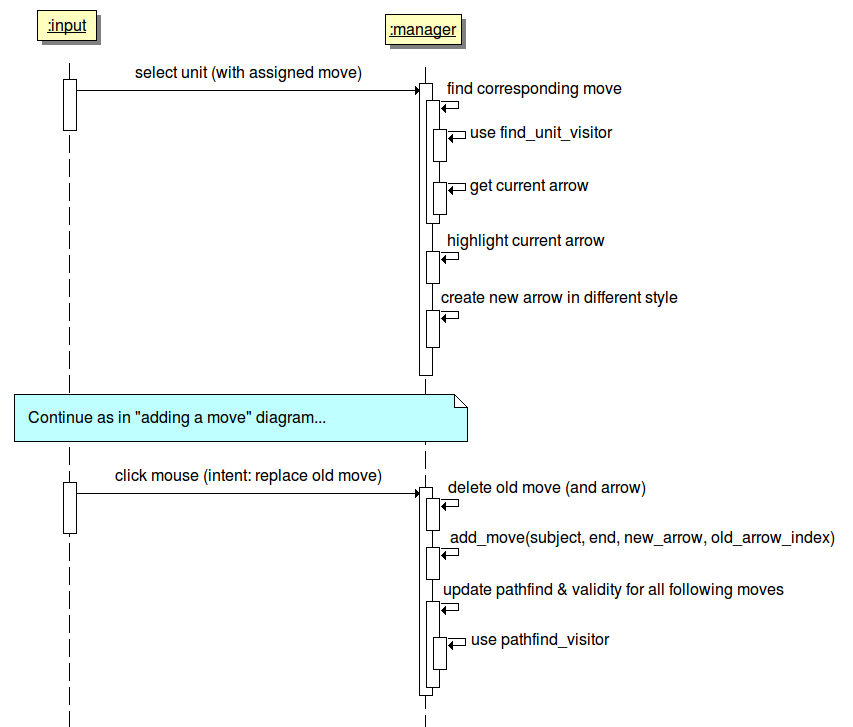 :input
:manager
select unit (with assigned move)
find corresponding move
use find_unit_visitor
get current arrow
highlight current arrow
create new arrow in different style
Continue as in "adding a move" diagram...
click mouse (intent: replace old move)
delete old move (and arrow)
add_move(subject, end, new_arrow, old_arrow_index)
update pathfind & validity for all following moves
use pathfind_visitor